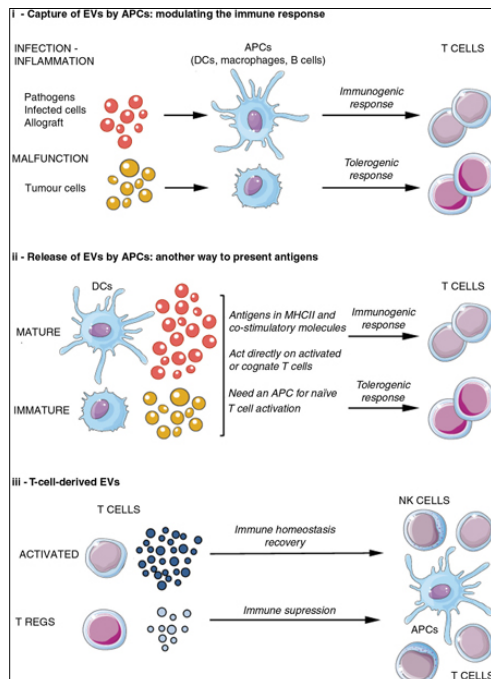 i - Capture of EVs by APCs: modulating the immune response
INFECTION -
INFLAMMATION
APCs
(DCs, macrophages, B cells)
T CELLS
Pathogens
Infected cells
Allograft
Immunogenic
response
MALFUNCTION
Tumour cells
Tolerogenic
response
ii - Release of EVs by APCs: another way to present antigens
DCs
T CELLS
MATURE
Antigens in MHCII and
co-stimulatory molecules
Act directly on activated
or cognate T cells
Need an APC for naïve
T cell activation
Immunogenic
response
IMMATURE
Tolerogenic
response
iii - T-cell-derived EVs
T CELLS
NK CELLS
ACTIVATED
Immune homeostasis
recovery
T REGS
Immune supression
APCs
T CELLS